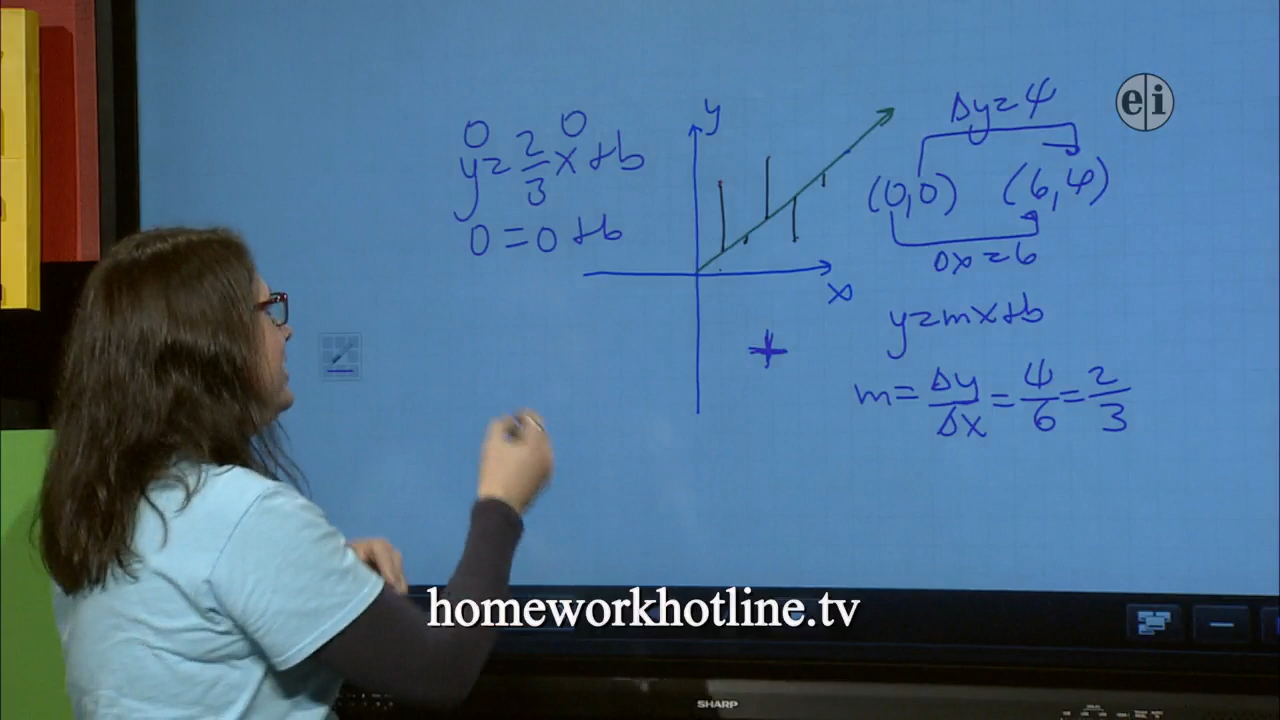 0 0
y=2/3x+b
0=0+b
y
x
Δy=4
(0,0) (6,4)
Δx=6
y=mx+b
m=Δy/Δx=4/6=2/3
e|i
homeworkhotline.tv
SHARP